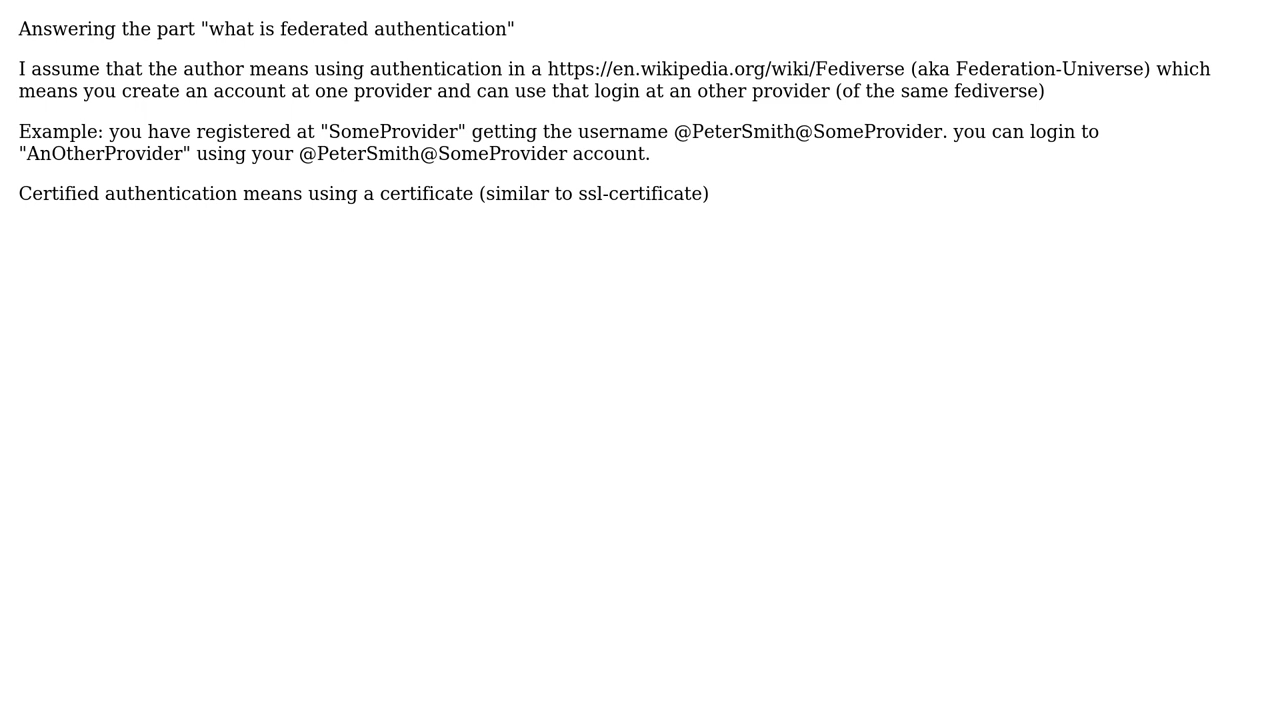 Answering the part "what is federated authentication"
I assume that the author means using authentication in a https://en.wikipedia.org/wiki/Fediverse (aka Federation-Universe) which
means you create an account at one provider and can use that login at an other provider (of the same fediverse)
Example: you have registered at "SomeProvider" getting the username @PeterSmith@SomeProvider. you can login to
"AnOtherProvider" using your @PeterSmith@SomeProvider account.
Certified authentication means using a certificate (similar to ssl-certificate)